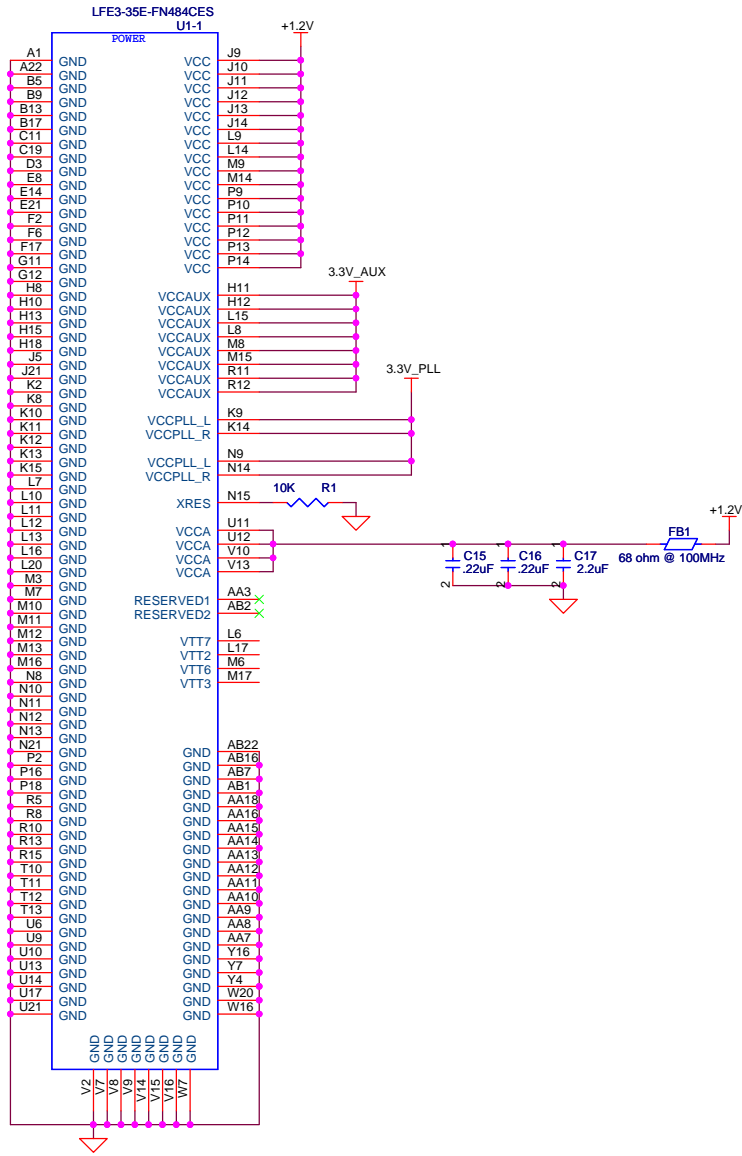 LFE3-35E-FN484CES
U1-1
+1.2V
POWER
A1 GND VCC J9
A22 GND VCC J10
B5 GND VCC J11
B9 GND VCC J12
B13 GND VCC J13
B17 GND VCC J14
C11 GND VCC L9
C19 GND VCC L14
D3 GND VCC M9
E8 GND VCC M14
E14 GND VCC P9
E21 GND VCC P10
F2 GND VCC P11
F6 GND VCC P12
F17 GND VCC P13
G11 GND VCC P14
G12 GND 3.3V_AUX
H8 GND VCCAUX H11
H10 GND VCCAUX H12
H13 GND VCCAUX L15
H15 GND VCCAUX L8
H18 GND VCCAUX M8
J5 GND VCCAUX M15
J21 GND VCCAUX R11 3.3V_PLL
K2 GND VCCAUX R12
K8 GND
K10 GND VCCPLL_L K9
K11 GND VCCPLL_R K14
K12 GND
K13 GND VCCPLL_L N9
K15 GND VCCPLL_R N14
L7 GND
L10 GND XRES N15 10K R1
L11 GND +1.2V
L12 GND VCCA U11
L13 GND VCCA U12 1 1 1 FB1
L16 GND VCCA V10 C15 C16 C17 68 ohm @ 100MHz
L20 GND VCCA V13 .22uF .22uF 2.2uF
M3 GND 2 2 2
M7 GND RESERVED1 AA3
M10 GND RESERVED2 AB2
M11 GND
M12 GND VTT7 L6
M13 GND VTT2 L17
M16 GND VTT6 M6
N8 GND VTT3 M17
N10 GND
N11 GND
N12 GND
N13 GND
N21 GND GND AB22
P2 GND GND AB16
P16 GND GND AB7
P18 GND GND AB1
R5 GND GND AA18
R8 GND GND AA16
R10 GND GND AA15
R13 GND GND AA14
R15 GND GND AA13
T10 GND GND AA12
T11 GND GND AA11
T12 GND GND AA10
T13 GND GND AA9
U6 GND GND AA8
U9 GND GND AA7
U10 GND GND Y16
U13 GND GND Y7
U14 GND GND Y4
U17 GND GND W20
U21 GND GND W16
GND GND GND GND GND GND GND GND
V2 V7 V8 V9 V14 V15 V16 W7